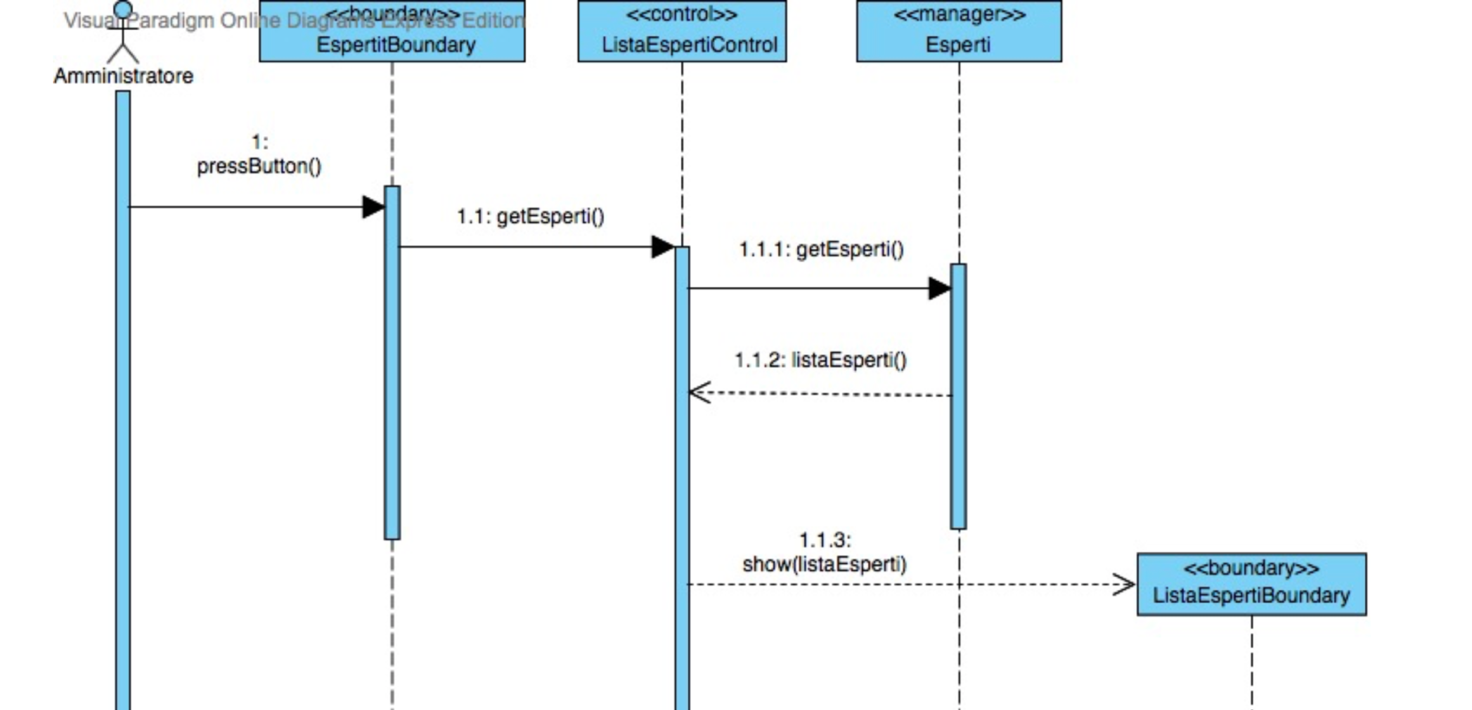 Visual Paradigm Online Diagrams Express Edition
<<boundary>>
EspertitBoundary
<<control>>
ListaEspertiControl
<<manager>>
Esperti
Amministratore
1:
pressButton()
1.1: getEsperti()
1.1.1: getEsperti()
1.1.2: listaEsperti()
1.1.3:
show(listaEsperti)
<<boundary>>
ListaEspertiBoundary